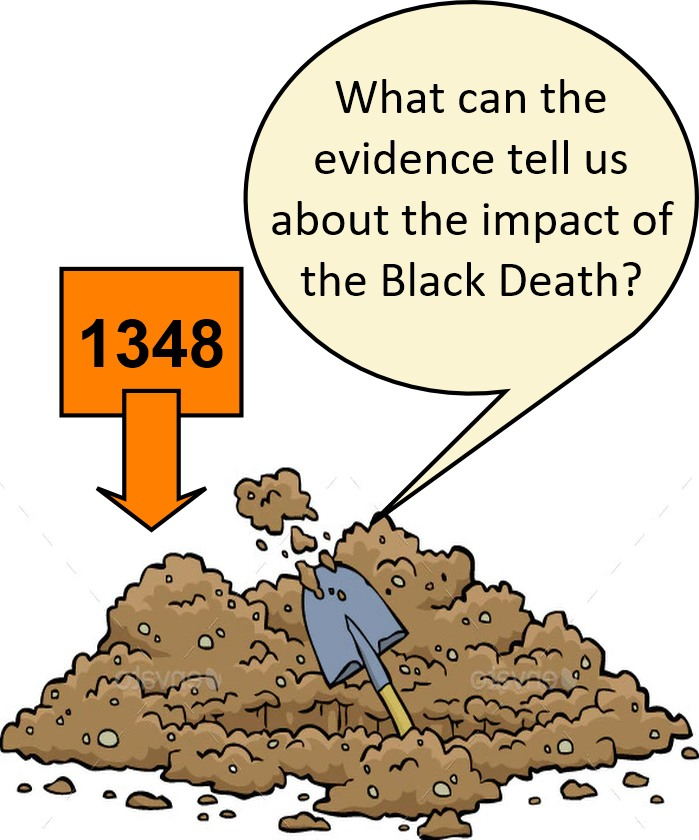 What can the
evidence tell us
about the impact of
the Black Death?
1348